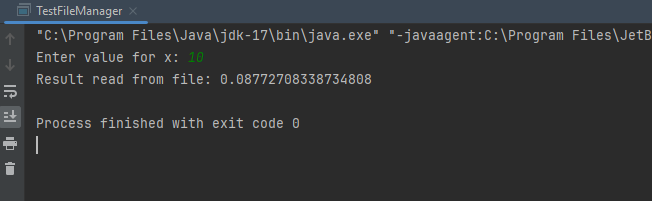 TestFileManager
"C:\Program Files\Java\jdk-17\bin\java.exe" "-javaagent:C:\Program Files\JetB
Enter value for x: 10
Result read from file: 0.08772708338734808
Process finished with exit code 0